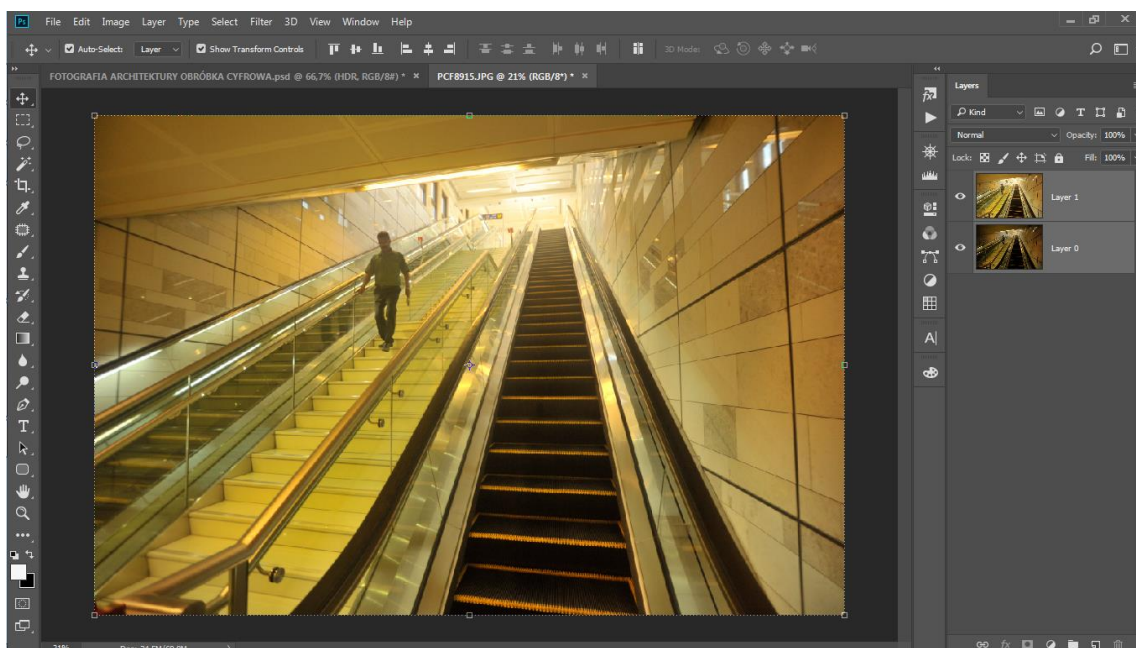 Ps File Edit Image Layer Type Select Filter 3D View Window Help
Auto-Select: Layer Show Transform Controls 3D Mode:
FOTOGRAFIA ARCHITEKTURY OBRÓBKA CYFROWA.psd @ 66,7% (HDR, RGB/8#) * × PCF8915.JPG @ 21% (RGB/8*) * ×
Layers
Kind
Normal Opacity: 100%
Lock: Fill: 100%
Layer 1
Layer 0
21%